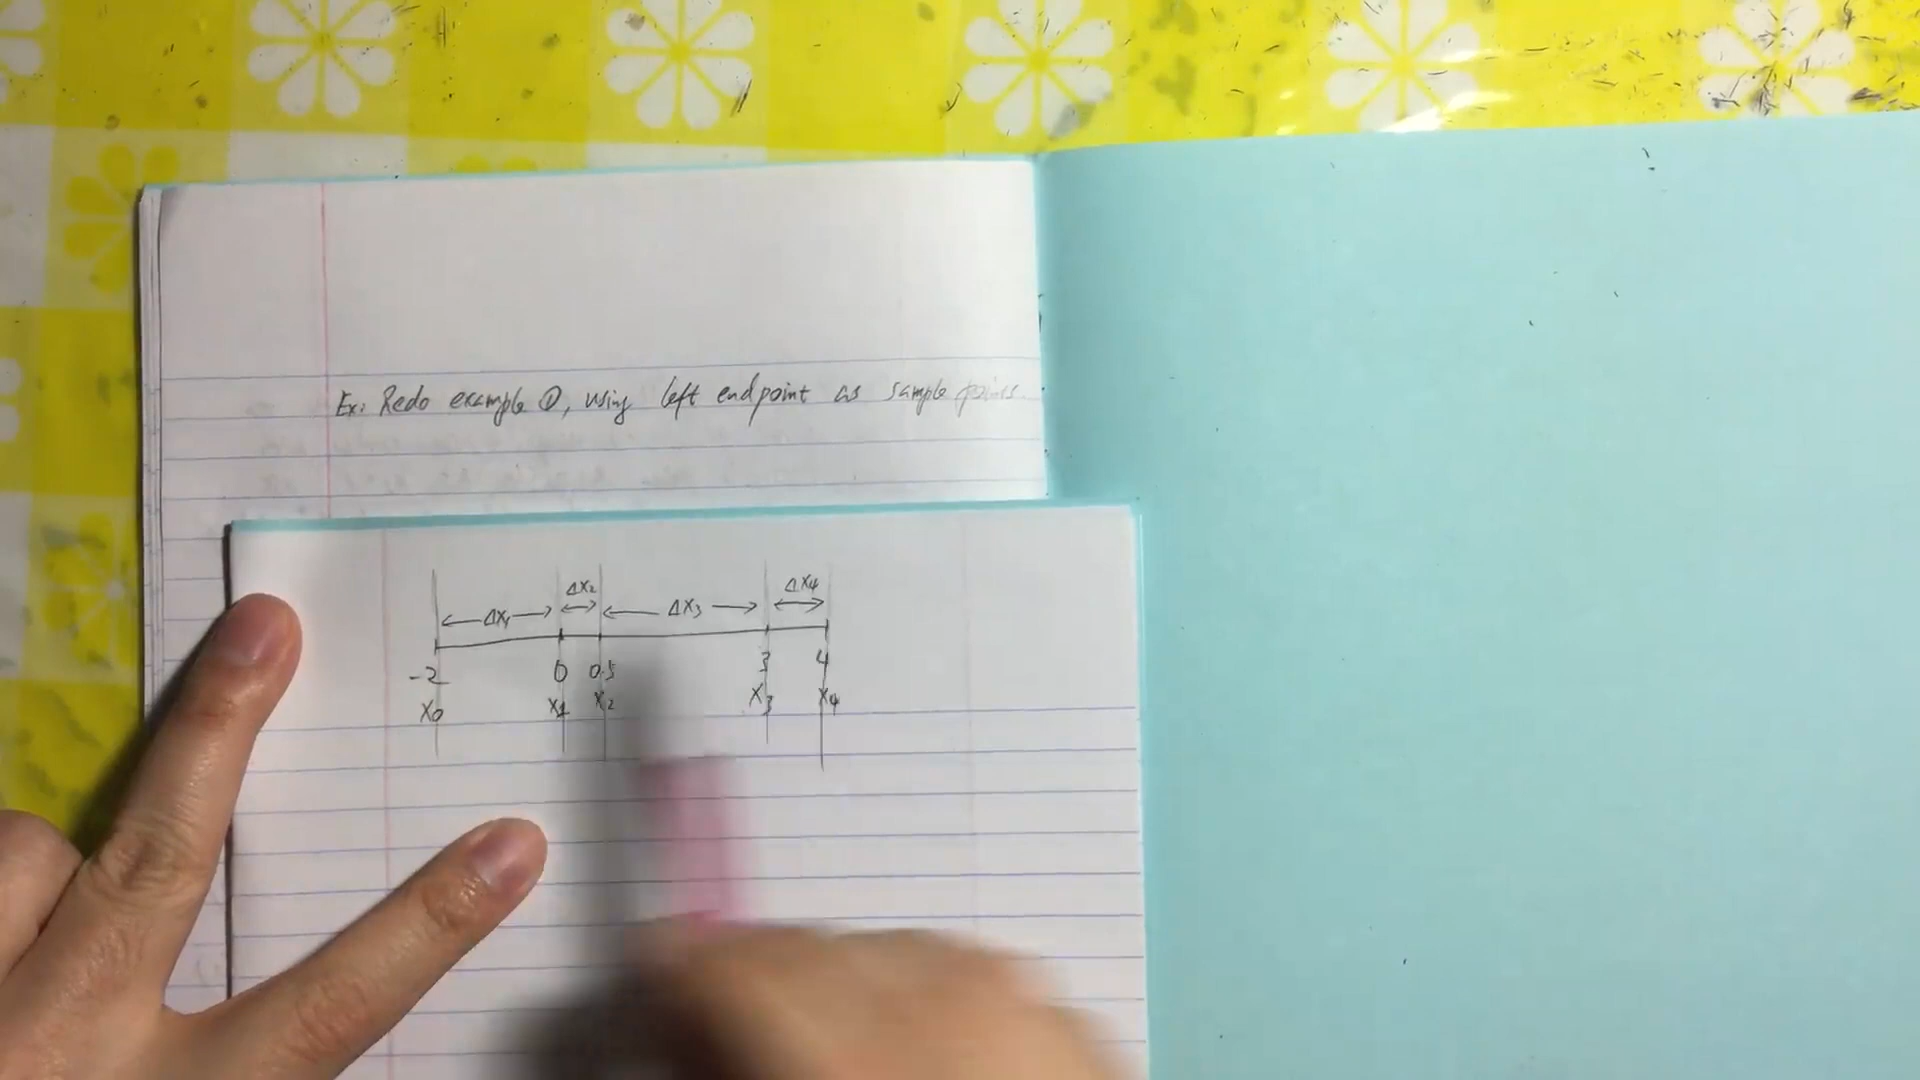 Ex: Redo example ①, using left endpoint as sample points.
Δx₂ Δx₄
Δx₁ Δx₃
-2 0 0.5 3 4
x₀ x₁ x₂ x₃ x₄